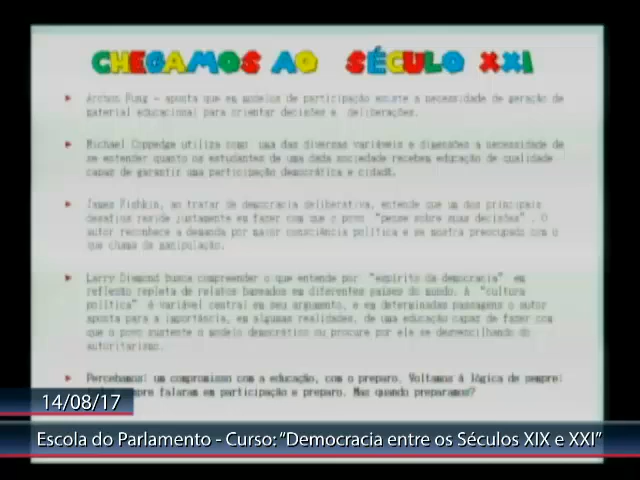 CHEGAMOS AO SÉCULO XXI
Archon Fung - aposta que em modelos de participação existe a necessidade de geração de
material educacional para orientar decisões e deliberações.
Michael Coppedge utiliza como uma das diversas variáveis e dimensões a necessidade de
se entender quanto os estudantes de uma dada sociedade recebem educação de qualidade
capaz de garantir uma participação democrática e cidadã.
James Fishkin, ao tratar de democracia deliberativa, entende que um dos principais
desafios reside justamente em fazer com que o povo "pense sobre suas decisões". O
autor reconhece a demanda por maior consciência política e se mostra preocupado com o
que chama de manipulação.
Larry Diamond busca compreender o que entende por "espírito da democracia" em
reflexão repleta de relatos baseados em diferentes países do mundo. A "cultura
política" é variável central em seu argumento, e em determinadas passagens o autor
aposta para a importância, em algumas realidades, de uma educação capaz de fazer com
que o povo sustente o modelo democrático ou procure por ele se desvencilhando do
autoritarismo.
Percebamos: um compromisso com a educação, com o preparo. Voltamos à lógica de sempre:
falaram em participação e preparo. Mas quando preparamos?
14/08/17
Escola do Parlamento - Curso: "Democracia entre os Séculos XIX e XXI"